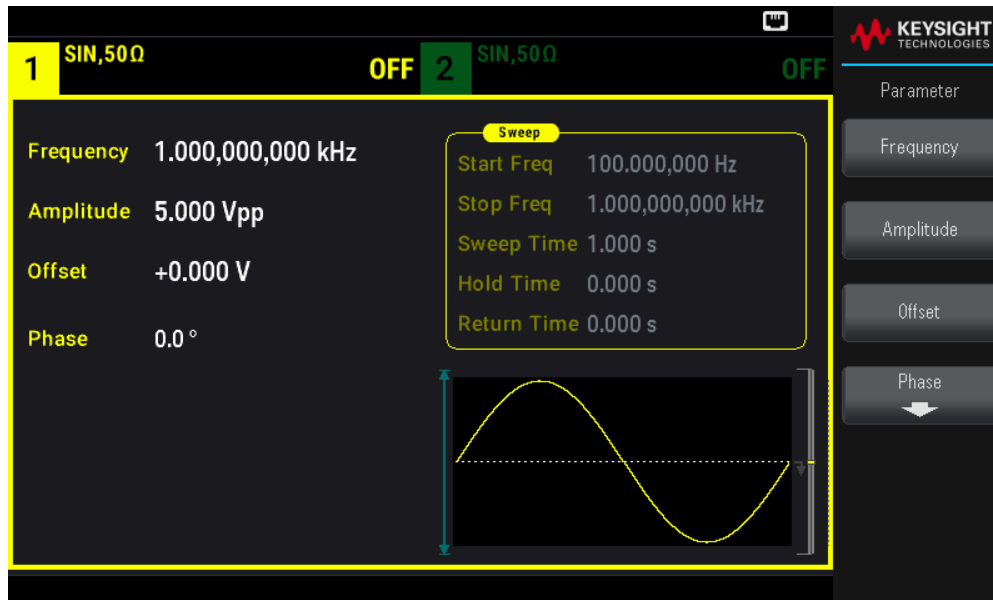 KEYSIGHT
TECHNOLOGIES
1 SIN,50Ω OFF 2 SIN,50Ω OFF
Parameter
Frequency 1.000,000,000 kHz
Amplitude 5.000 Vpp
Offset +0.000 V
Phase 0.0 °
Sweep
Start Freq 100.000,000 Hz
Stop Freq 1.000,000,000 kHz
Sweep Time 1.000 s
Hold Time 0.000 s
Return Time 0.000 s
Frequency
Amplitude
Offset
Phase